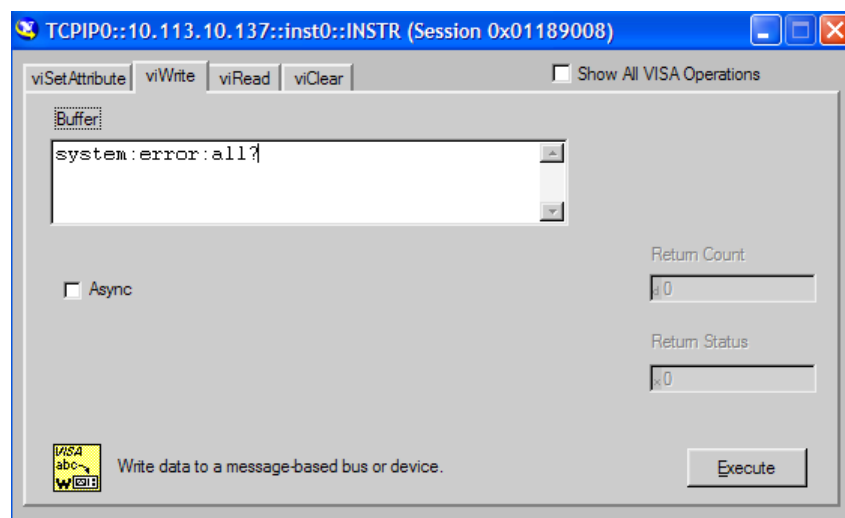 TCPIP0::10.113.10.137::inst0::INSTR (Session 0x01189008)
viSetAttribute viWrite viRead viClear Show All VISA Operations
Buffer
system:error:all?
Return Count
d 0
Async
Return Status
x 0
VISA
abc
W
Write data to a message-based bus or device.
Execute